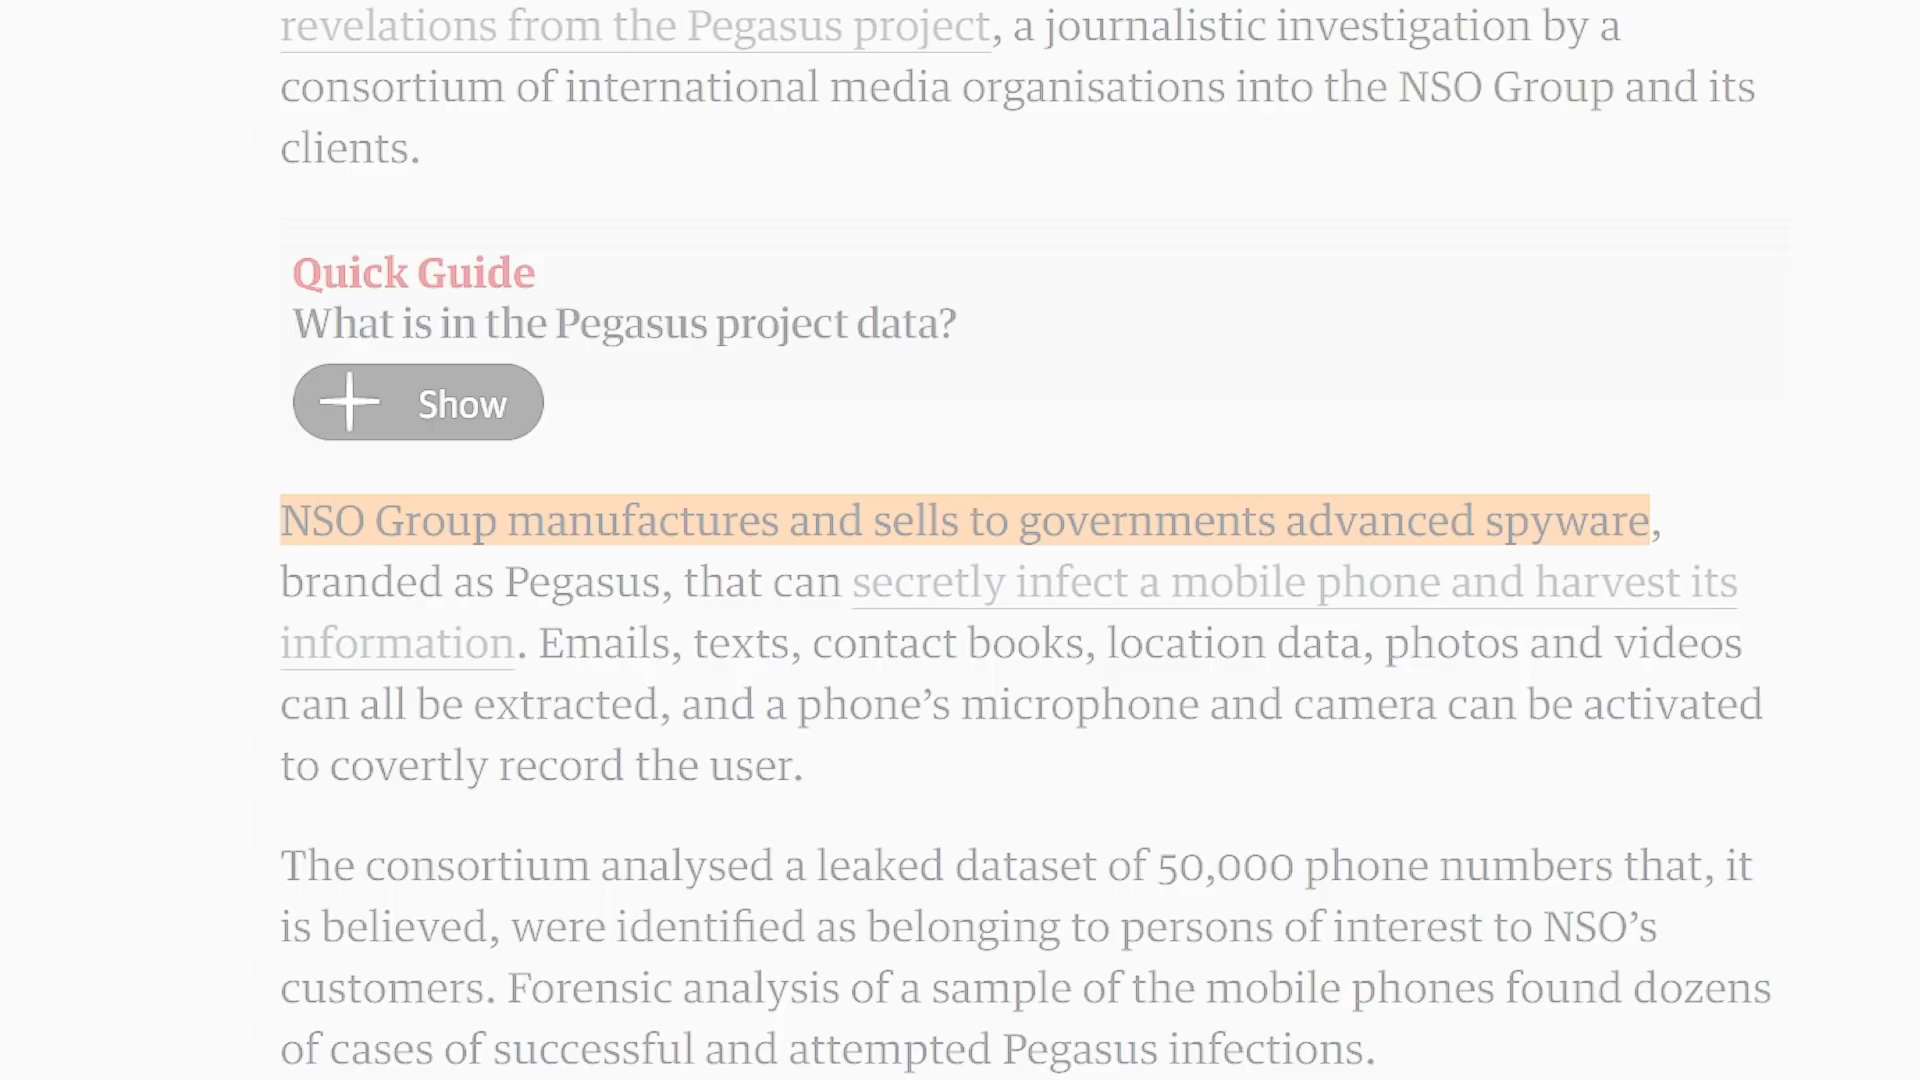 revelations from the Pegasus project, a journalistic investigation by a
consortium of international media organisations into the NSO Group and its
clients.
Quick Guide
What is in the Pegasus project data?
Show
NSO Group manufactures and sells to governments advanced spyware,
branded as Pegasus, that can secretly infect a mobile phone and harvest its
information. Emails, texts, contact books, location data, photos and videos
can all be extracted, and a phone’s microphone and camera can be activated
to covertly record the user.
The consortium analysed a leaked dataset of 50,000 phone numbers that, it
is believed, were identified as belonging to persons of interest to NSO’s
customers. Forensic analysis of a sample of the mobile phones found dozens
of cases of successful and attempted Pegasus infections.